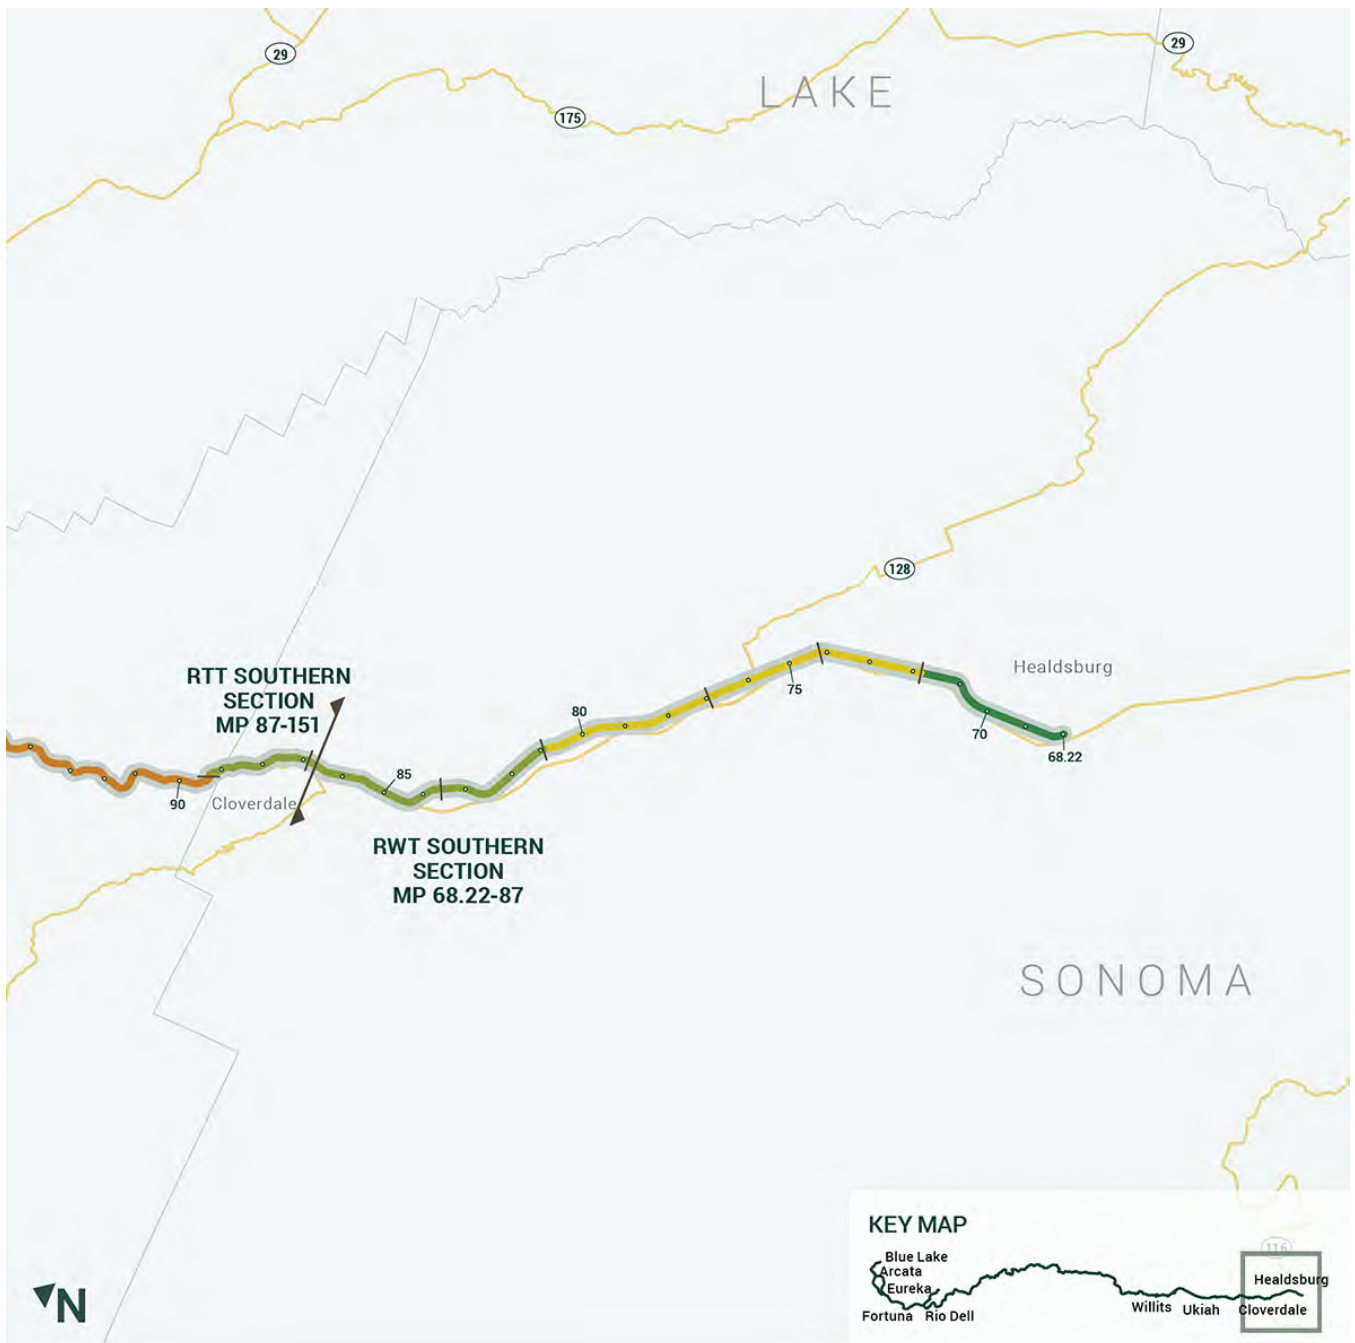 29
29
LAKE
175
128
RTT SOUTHERN
SECTION
MP 87-151
Healdsburg
75
80
70
68.22
85
90
Cloverdale
RWT SOUTHERN
SECTION
MP 68.22-87
SONOMA
KEY MAP
116
Blue Lake
Arcata
Eureka
Fortuna
Rio Dell
Willits
Ukiah
Cloverdale
Healdsburg
N